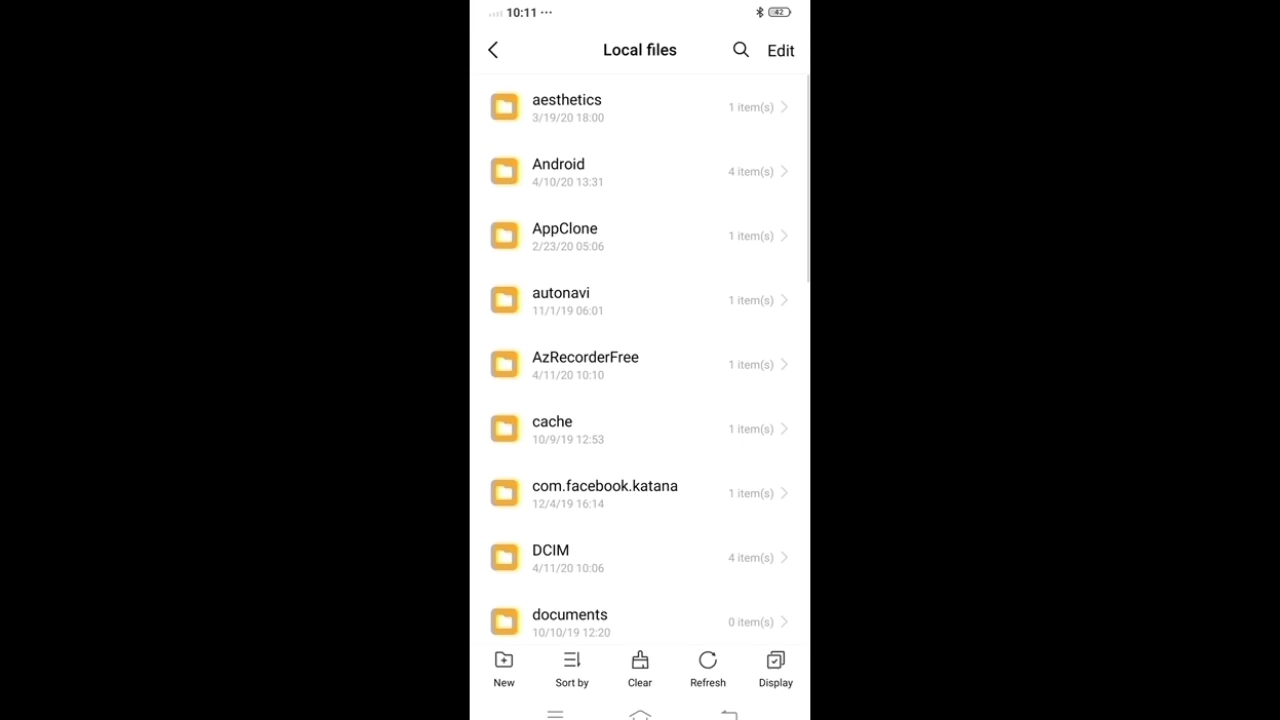 10:11 ...
42
Local files
Edit
aesthetics
3/19/20 18:00
1 item(s)
Android
4/10/20 13:31
4 item(s)
AppClone
2/23/20 05:06
1 item(s)
autonavi
11/1/19 06:01
1 item(s)
AzRecorderFree
4/11/20 10:10
1 item(s)
cache
10/9/19 12:53
1 item(s)
com.facebook.katana
12/4/19 16:14
1 item(s)
DCIM
4/11/20 10:06
4 item(s)
documents
10/10/19 12:20
0 item(s)
New
Sort by
Clear
Refresh
Display